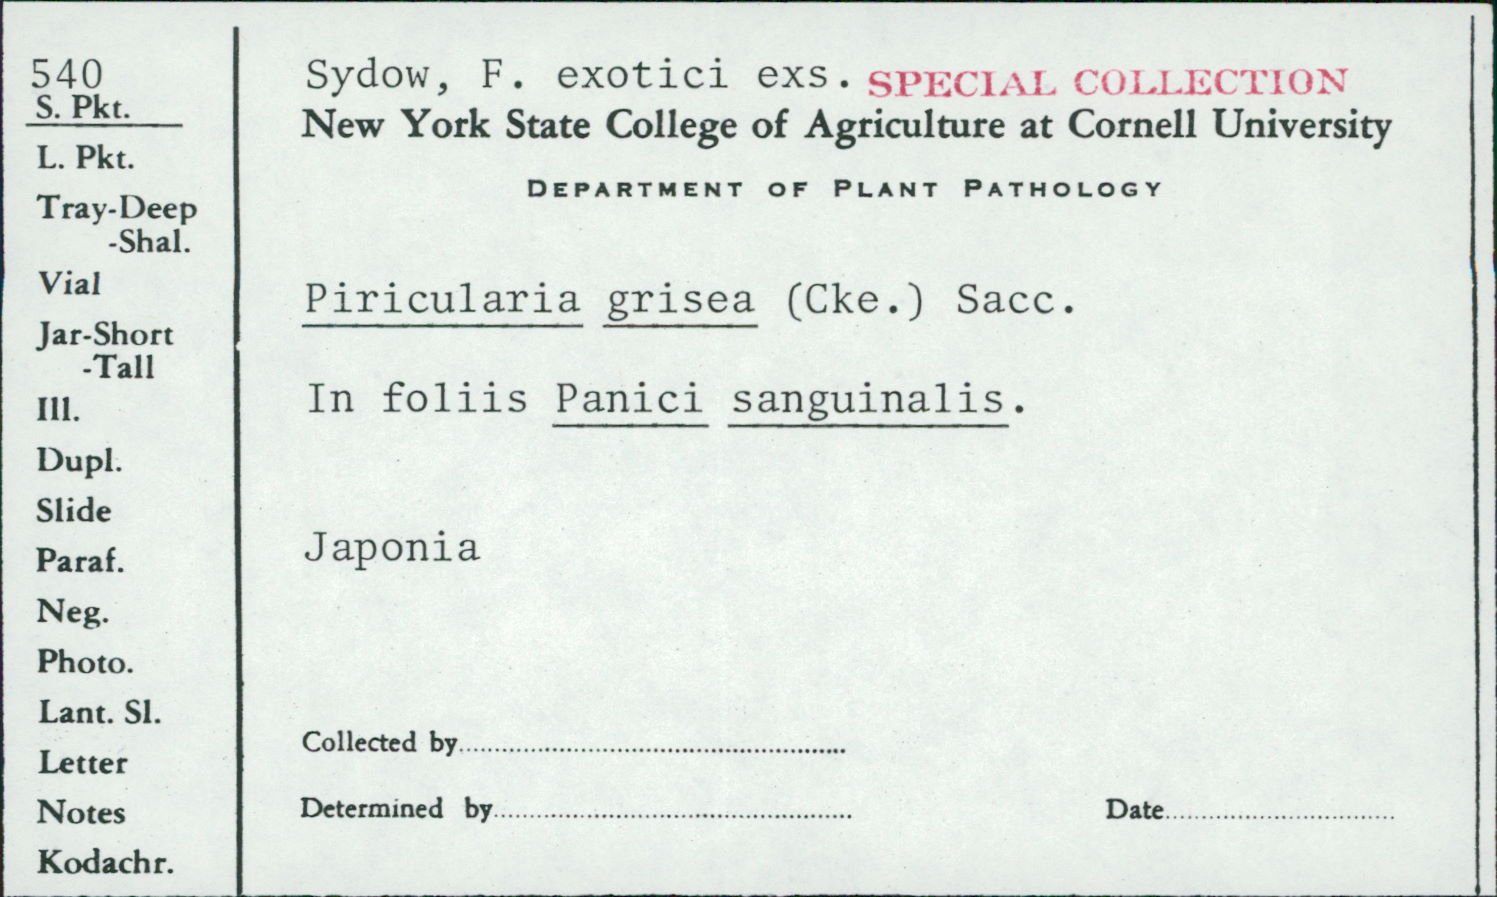 540
S. Pkt.
L. Pkt.
Tray-Deep
-Shal.
Vial
Jar-Short
-Tall
Ill.
Dupl.
Slide
Paraf.
Neg.
Photo.
Lant. Sl.
Letter
Notes
Kodachr.
Sydow, F. exotici exs. SPECIAL COLLECTION
New York State College of Agriculture at Cornell University
DEPARTMENT OF PLANT PATHOLOGY
Piricularia grisea (Cke.) Sacc.
In foliis Panici sanguinalis.
Japonia
Collected by
Determined by
Date